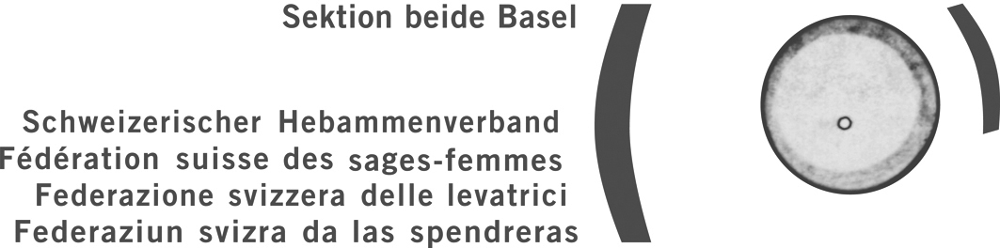 Sektion beide Basel
Schweizerischer Hebammenverband
Fédération suisse des sages-femmes
Federazione svizzera delle levatrici
Federaziun svizra da las spendreras